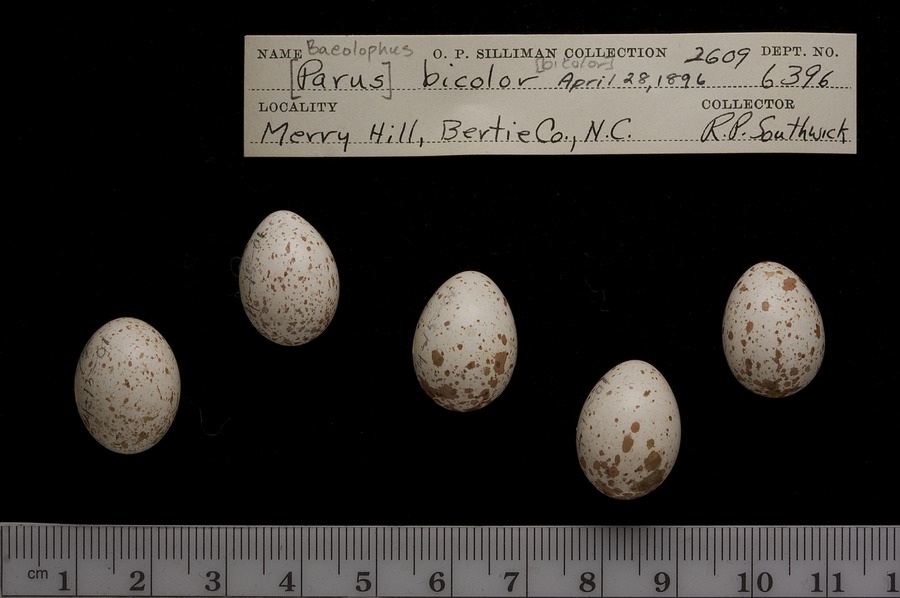 Baeolophus
NAME O. P. SILLIMAN COLLECTION 2609 DEPT. NO.
[Parus] bicolor [bicolor] April 28, 1896 6396
LOCALITY COLLECTOR
Merry Hill, Bertie Co., N.C. R.P. Southwick
cm 1 2 3 4 5 6 7 8 9 10 11 1